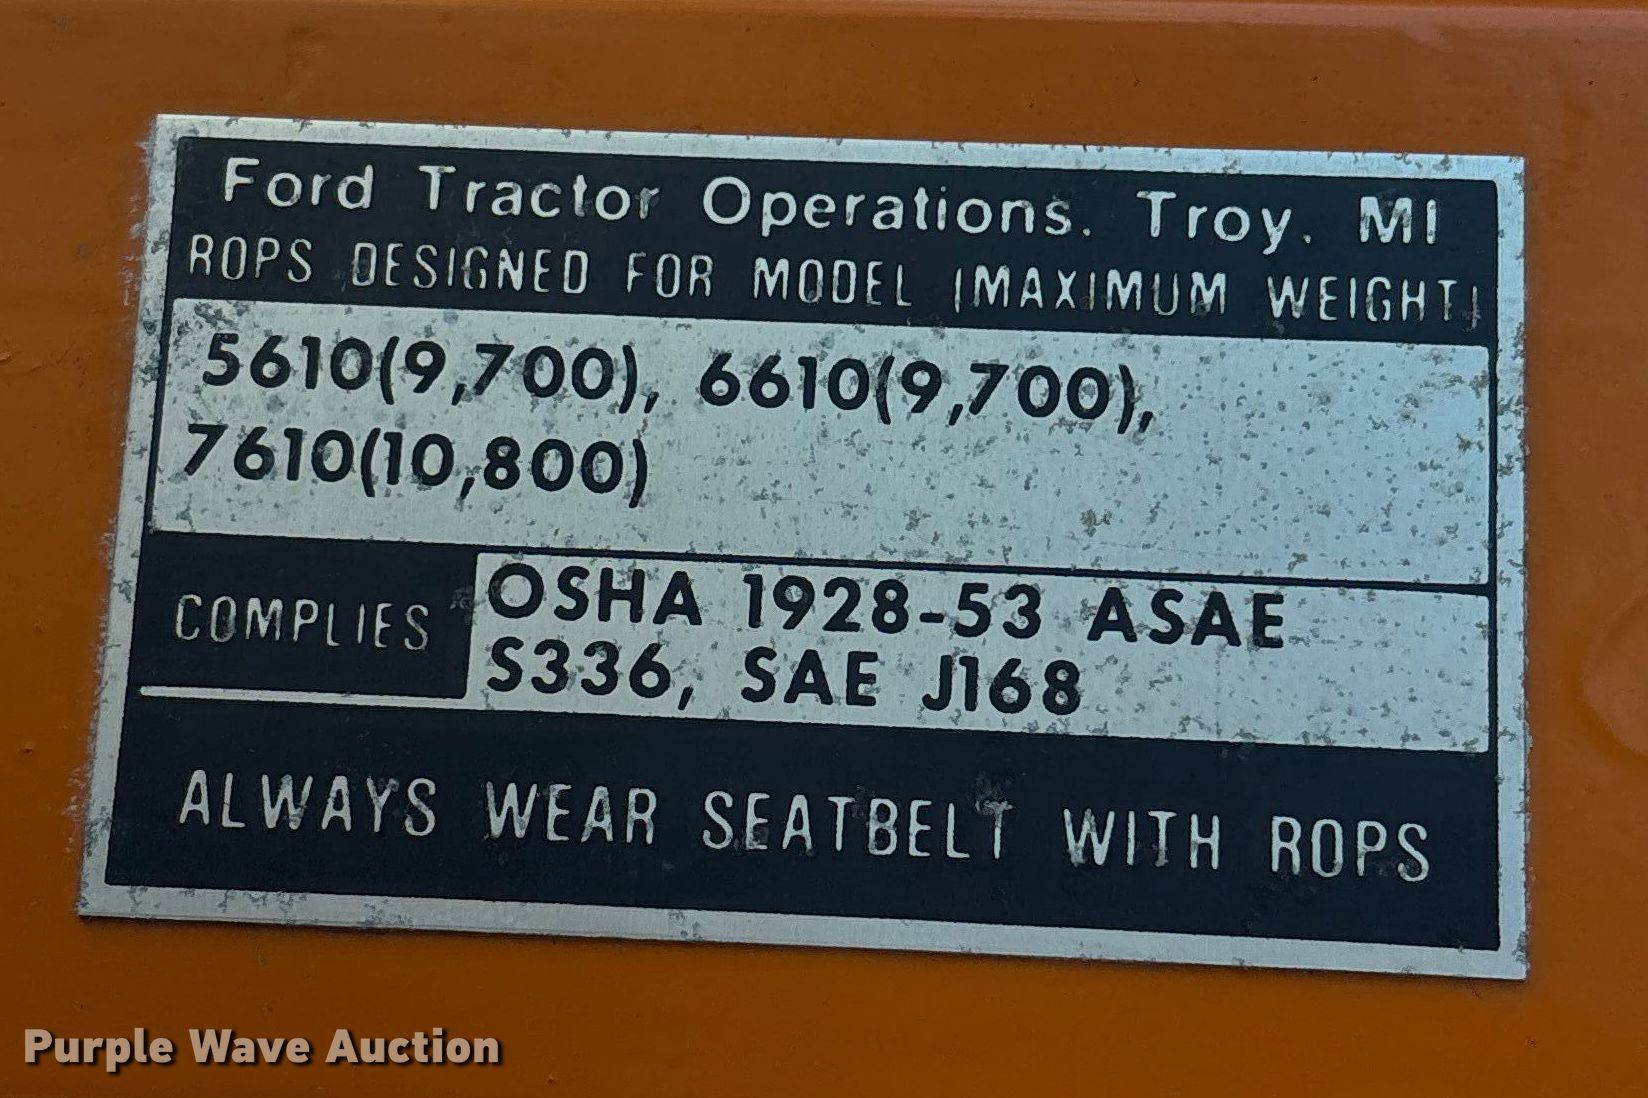 Ford Tractor Operations. Troy. MI
ROPS DESIGNED FOR MODEL (MAXIMUM WEIGHT)
5610(9,700), 6610(9,700),
7610(10,800)
COMPLIES
OSHA 1928-53 ASAE
S336, SAE J168
ALWAYS WEAR SEATBELT WITH ROPS
Purple Wave Auction